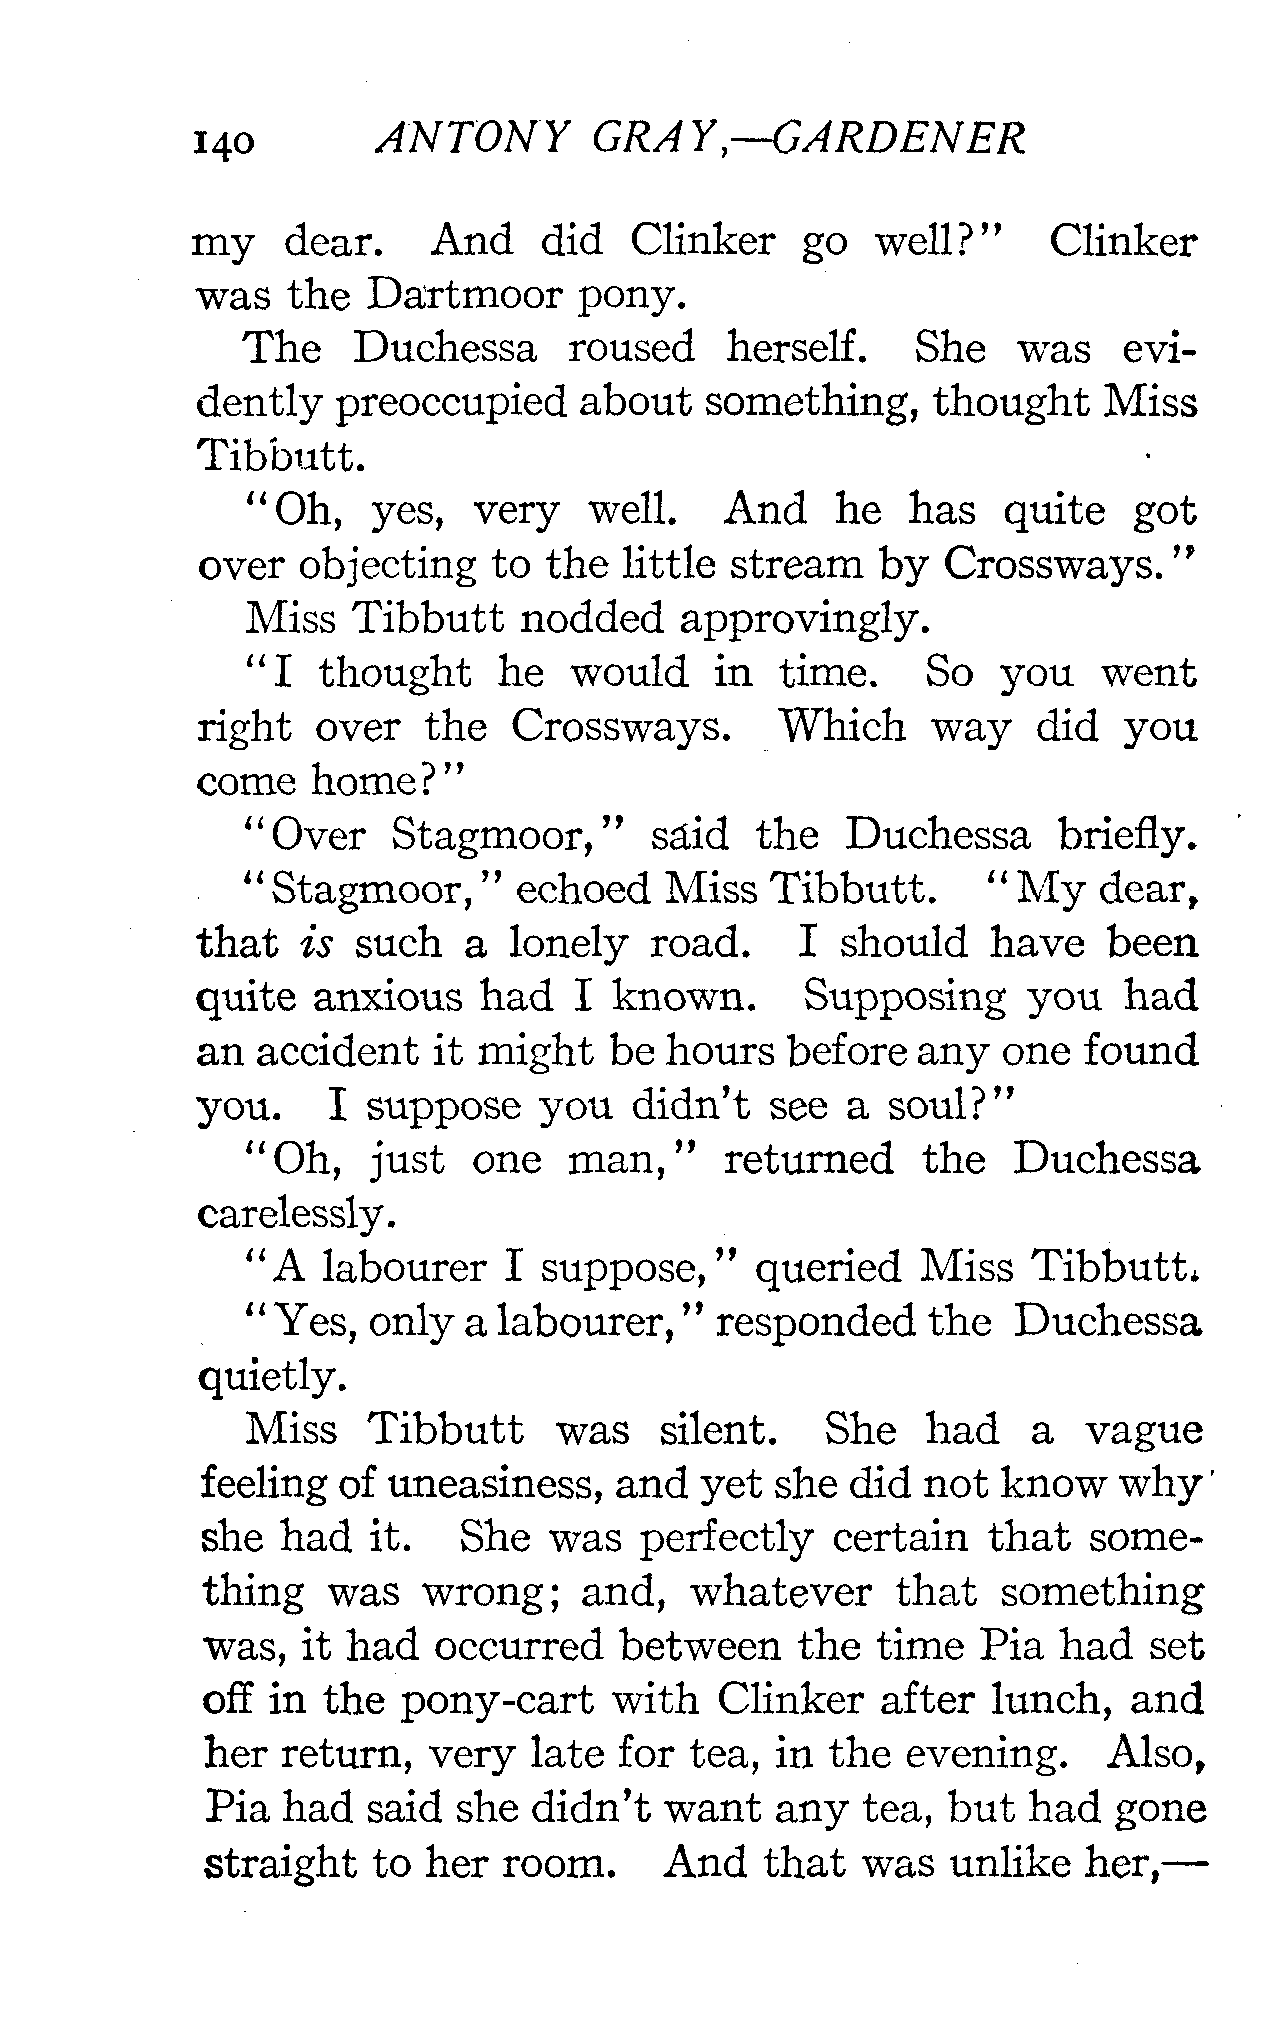 140 ANTONY GRAY,—GARDENER
my dear. And did Clinker go well?" Clinker
was the Dartmoor pony.
The Duchessa roused herself. She was evi-
dently preoccupied about something, thought Miss
Tibbutt.
"Oh, yes, very well. And he has quite got
over objecting to the little stream by Crossways."
Miss Tibbutt nodded approvingly.
"I thought he would in time. So you went
right over the Crossways. Which way did you
come home?"
"Over Stagmoor," said the Duchessa briefly.
"Stagmoor," echoed Miss Tibbutt. "My dear,
that is such a lonely road. I should have been
quite anxious had I known. Supposing you had
an accident it might be hours before any one found
you. I suppose you didn't see a soul?"
"Oh, just one man," returned the Duchessa
carelessly.
"A labourer I suppose," queried Miss Tibbutt.
"Yes, only a labourer," responded the Duchessa
quietly.
Miss Tibbutt was silent. She had a vague
feeling of uneasiness, and yet she did not know why
she had it. She was perfectly certain that some-
thing was wrong; and, whatever that something
was, it had occurred between the time Pia had set
off in the pony-cart with Clinker after lunch, and
her return, very late for tea, in the evening. Also,
Pia had said she didn't want any tea, but had gone
straight to her room. And that was unlike her,—